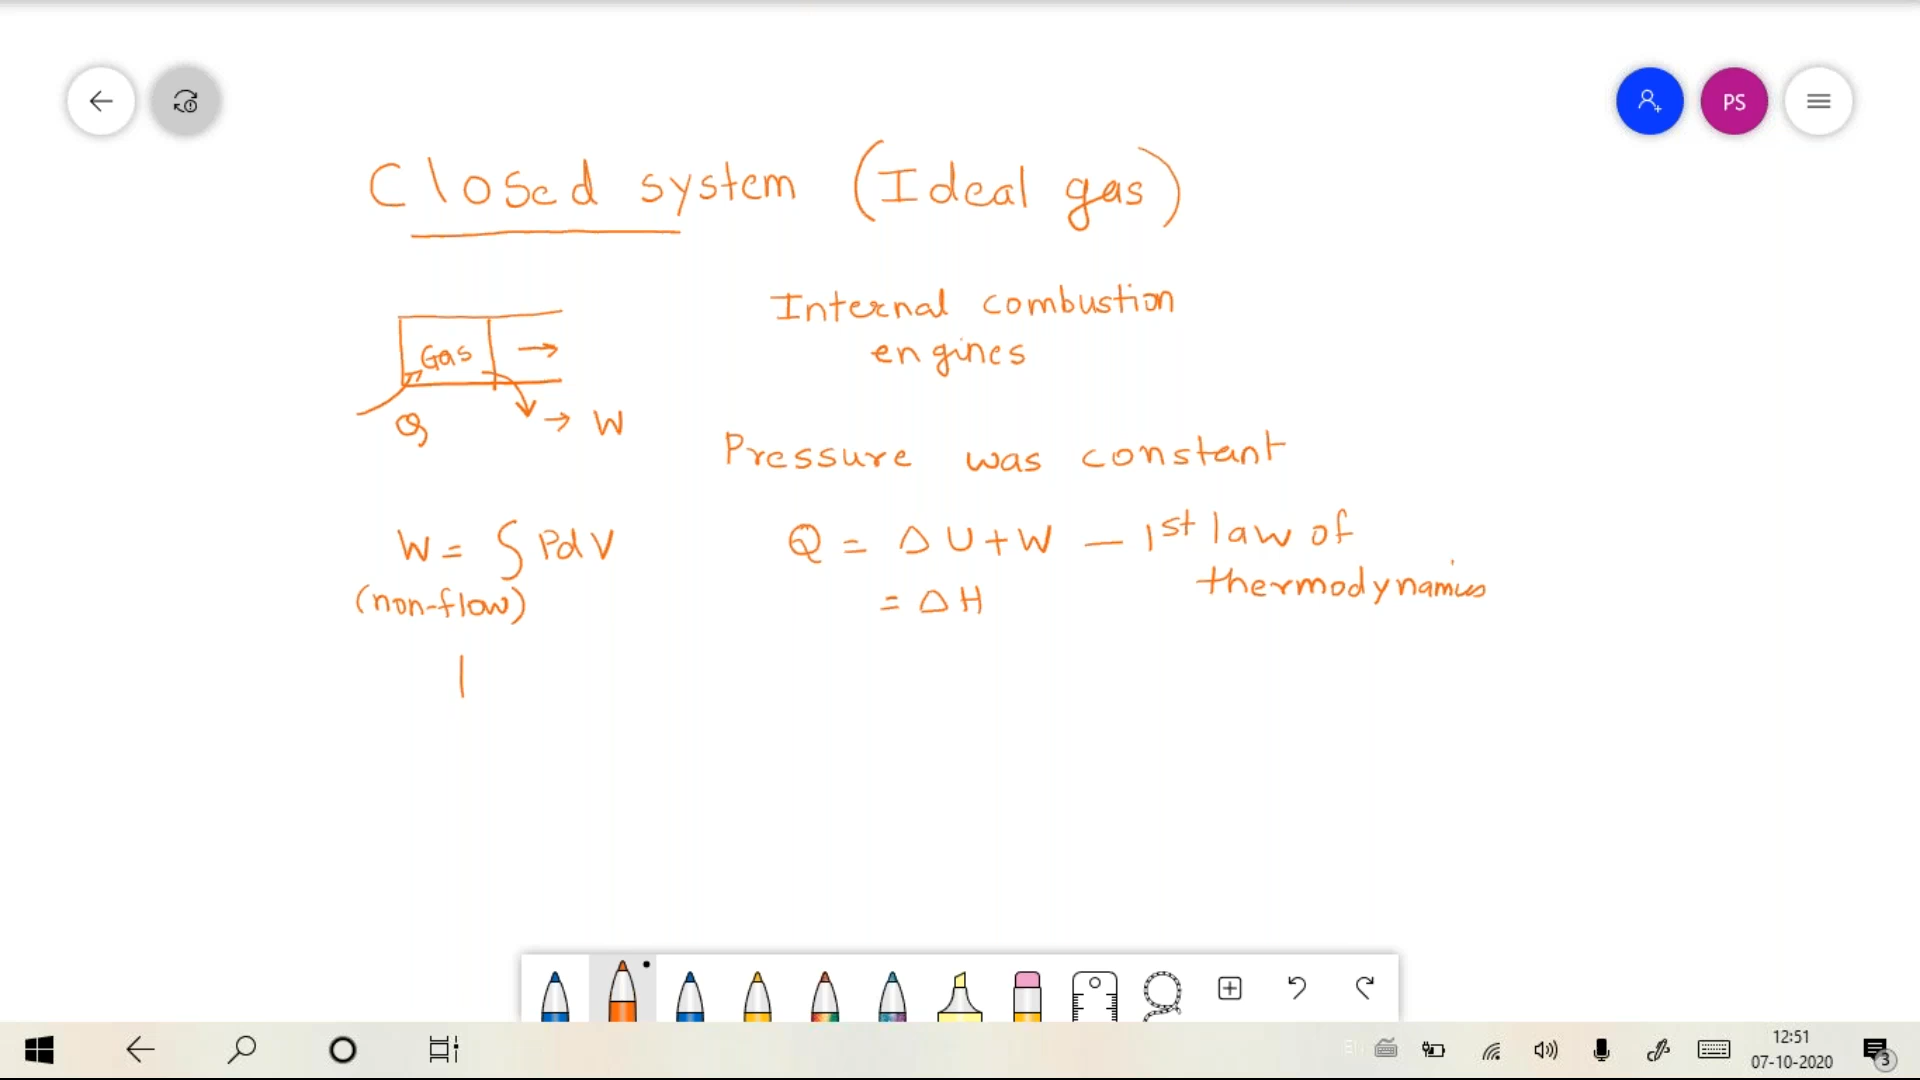 PS
Closed system (Ideal gas)
Internal combustion
engines
Gas
Q → W
Pressure was constant
W = ∫ PdV
(non-flow)
Q = ΔU + W — 1st law of
thermodynamics
= ΔH
12:51
07-10-2020
3